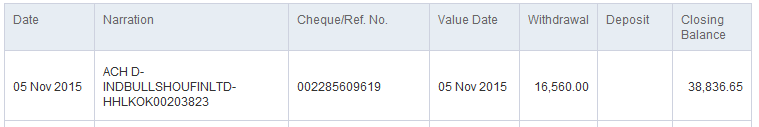 Date Narration Cheque/Ref. No. Value Date Withdrawal Deposit Closing Balance
05 Nov 2015 ACH D-
INDBULLSHOUFINLTD-
HHLKOK00203823 002285609619 05 Nov 2015 16,560.00 38,836.65